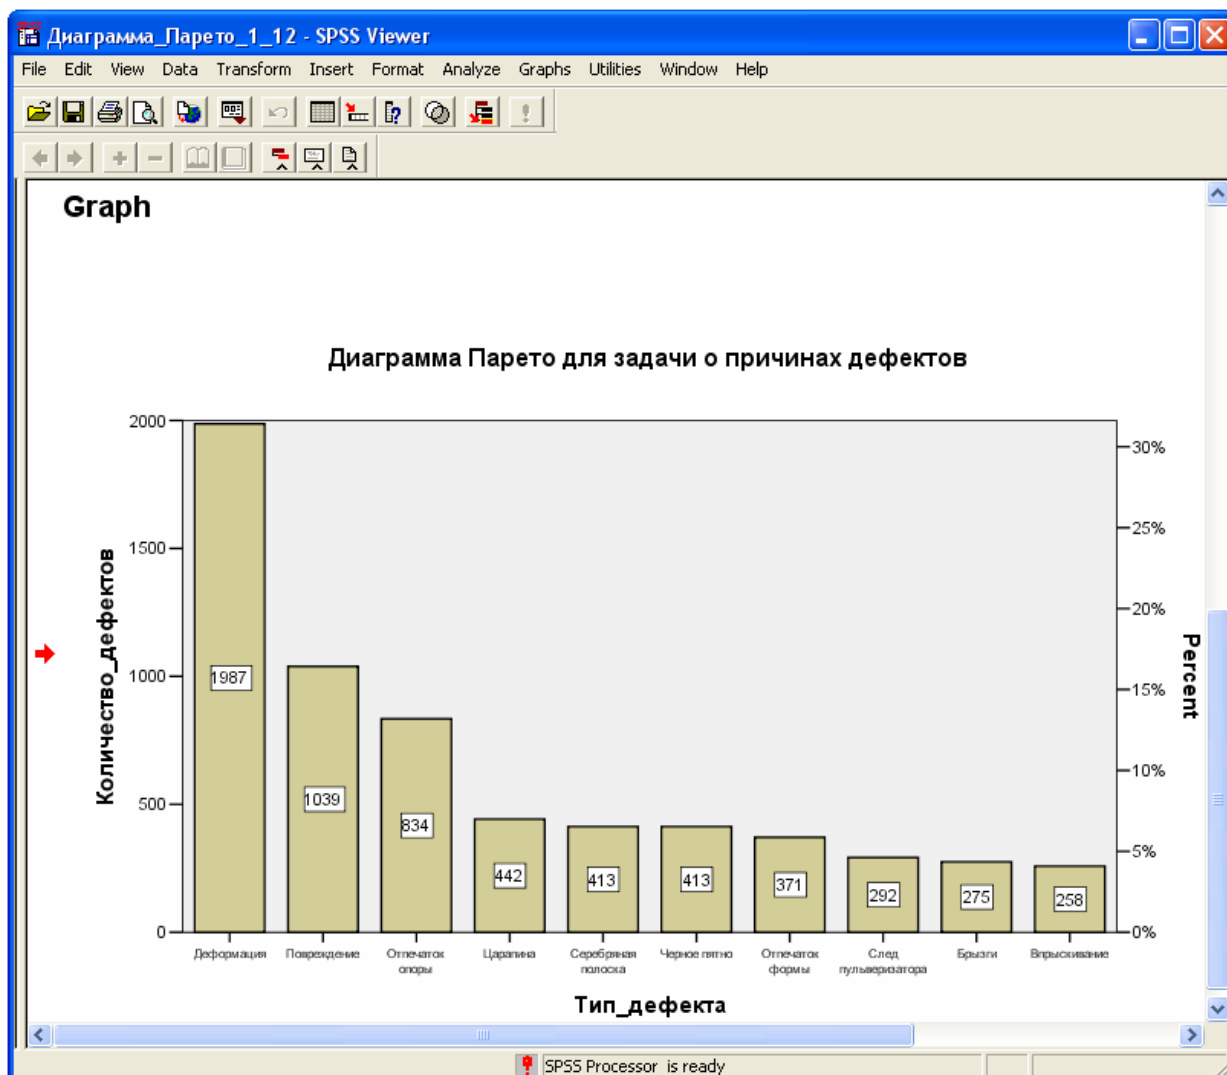 Диаграмма_Парето_1_12 - SPSS Viewer
File Edit View Data Transform Insert Format Analyze Graphs Utilities Window Help
Graph
Диаграмма Парето для задачи о причинах дефектов
2000
1500
1000
500
0
Количество_дефектов
1987
1039
834
442
413
413
371
292
275
258
30%
25%
20%
15%
10%
5%
0%
Percent
Деформация
Повреждение
Отпечаток
опоры
Царапина
Серебряная
полоска
Черное пятно
Отпечаток
формы
След
пульверизатора
Брызги
Впрыскивание
Тип_дефекта
SPSS Processor is ready